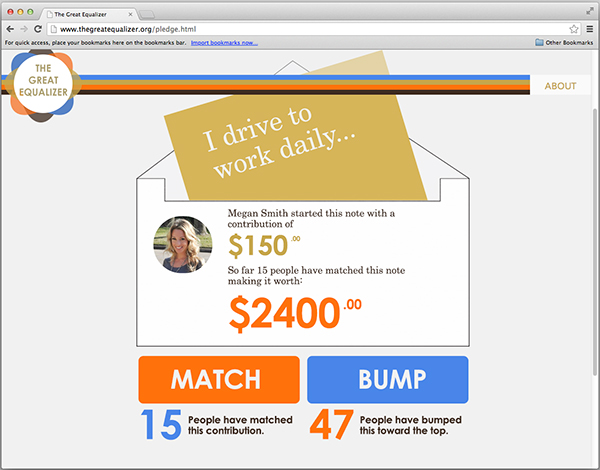 The Great Equalizer
www.thegreatequalizer.org/pledge.html
For quick access, place your bookmarks here on the bookmarks bar. Import bookmarks now...
Other Bookmarks
THE
GREAT
EQUALIZER
ABOUT
I drive to
work daily...
Megan Smith started this note with a
contribution of
$150.00
So far 15 people have matched this note
making it worth:
$2400.00
MATCH
BUMP
15 People have matched
this contribution.
47 People have bumped
this toward the top.